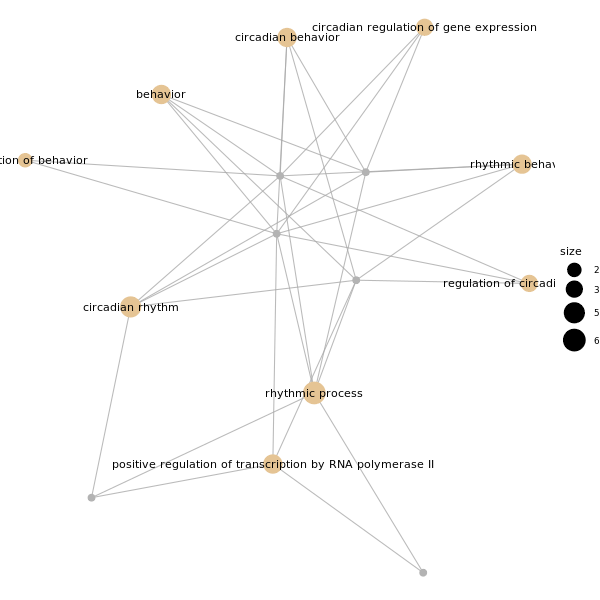 circadian regulation of gene expression
circadian behavior
behavior
tion of behavior
rhythmic behav
size
2
3
5
6
regulation of circadi
circadian rhythm
rhythmic process
positive regulation of transcription by RNA polymerase II